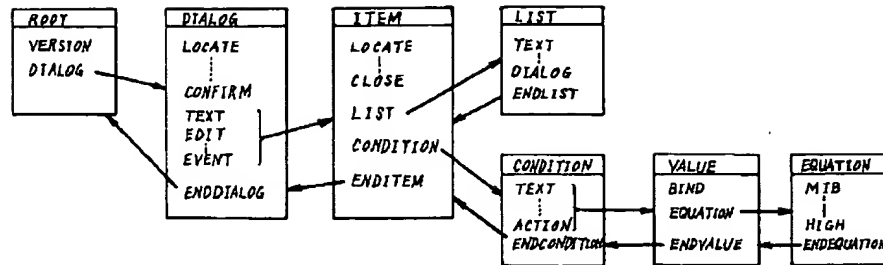 ROOT
VERSION
DIALOG
DIALOG
LOCATE
CONFIRM
TEXT
EDIT
EVENT
ENDDIALOG
ITEM
LOCATE
CLOSE
LIST
CONDITION
ENDITEM
LIST
TEXT
DIALOG
ENDLIST
CONDITION
TEXT
ACTION
ENDCONDITION
VALUE
BIND
EQUATION
ENDVALUE
EQUATION
MIB
HIGH
ENDEQUATION